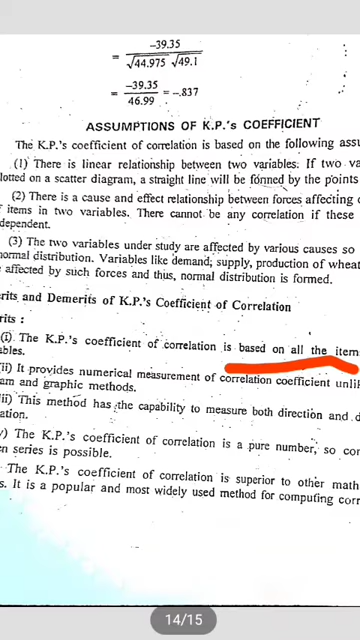 −39.35
= √44.975 √49.1
= −39.35 / 46.99 = −.837
ASSUMPTIONS OF K.P.'s COEFFICIENT
The K.P.'s coefficient of correlation is based on the following assu
(1) There is linear relationship between two variables. If two va
lotted on a scatter diagram, a straight line will be formed by the points
(2) There is a cause and effect relationship between forces affecting
f items in two variables. There cannot be any correlation if these
dependent.
(3) The two variables under study are affected by various causes so
normal distribution. Variables like demand, supply, production of wheat
e affected by such forces and thus, normal distribution is formed.
erits and Demerits of K.P.'s Coefficient of Correlation
rits :
(i) The K.P.'s coefficient of correlation is based on all the items
ables.
(ii) It provides numerical measurement of correlation coefficient unlik
am and graphic methods.
iii) This method has the capability to measure both direction and d
ation.
v) The K.P.'s coefficient of correlation is a pure number, so com
en series is possible.
The K.P.'s coefficient of correlation is superior to other math
s. It is a popular and most widely used method for computing corr
14/15